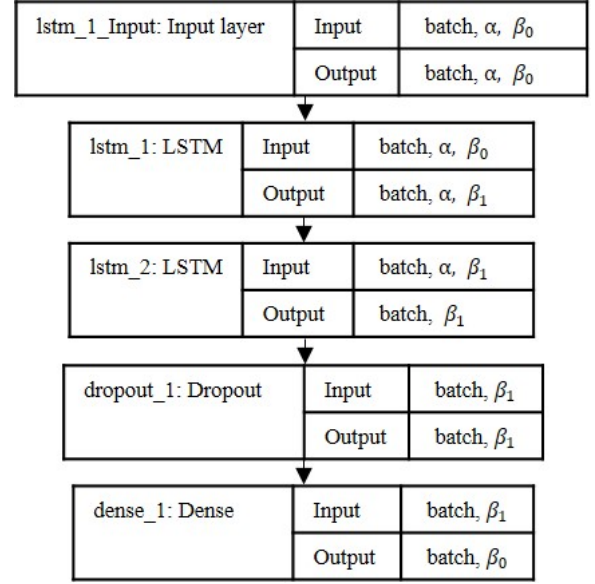 lstm_1_Input: Input layer Input batch, α, β₀
Output batch, α, β₀
lstm_1: LSTM Input batch, α, β₀
Output batch, α, β₁
lstm_2: LSTM Input batch, α, β₁
Output batch, β₁
dropout_1: Dropout Input batch, β₁
Output batch, β₁
dense_1: Dense Input batch, β₁
Output batch, β₀